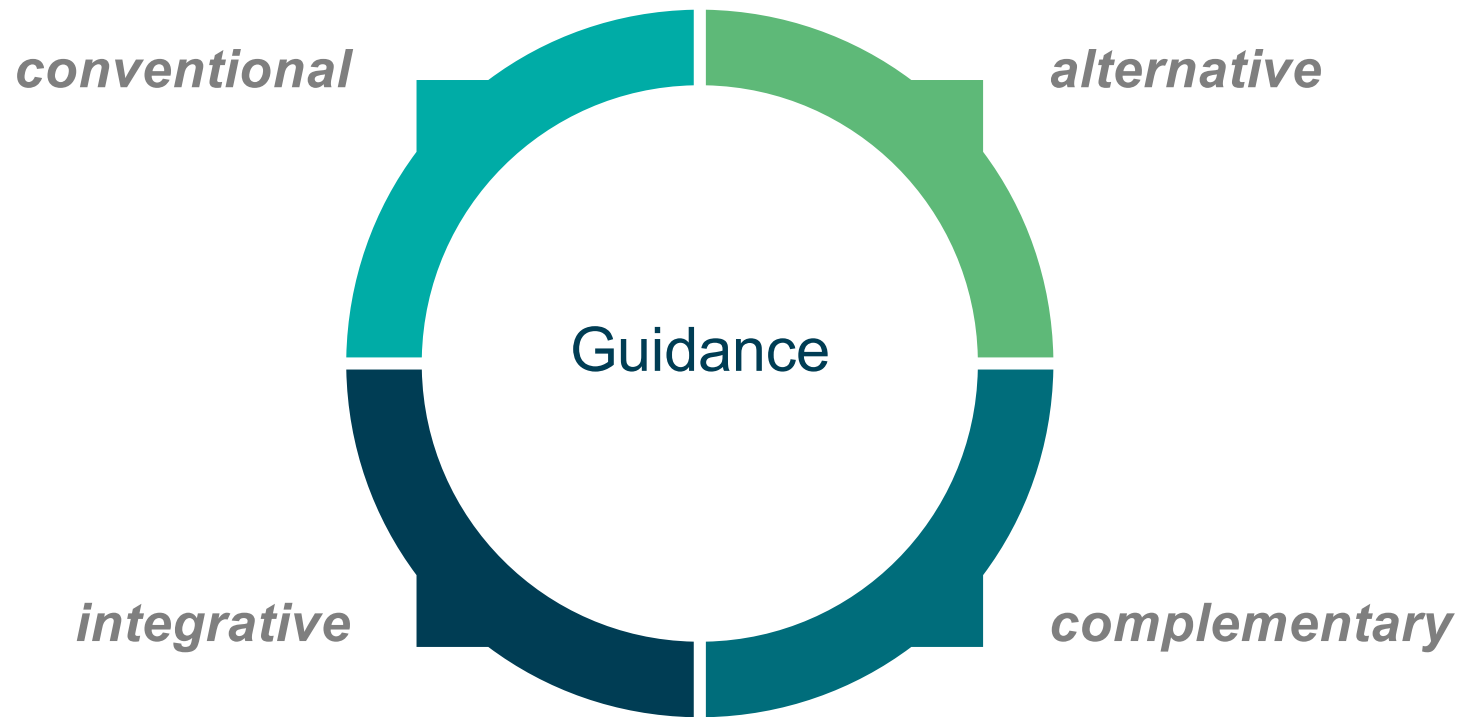 conventional
alternative
Guidance
integrative
complementary